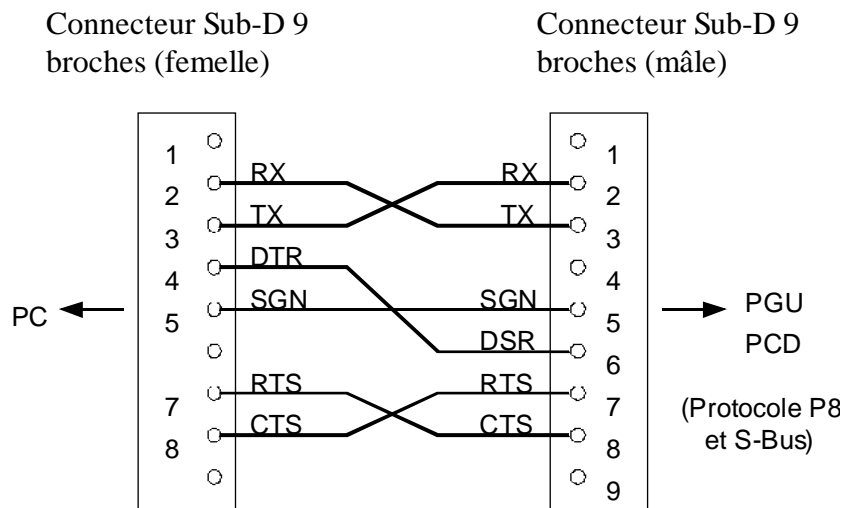 Connecteur Sub-D 9
broches (femelle)
Connecteur Sub-D 9
broches (mâle)
1
2
3
4
5
7
8
RX
TX
DTR
SGN
RTS
CTS
RX
TX
SGN
DSR
RTS
CTS
1
2
3
4
5
6
7
8
9
PC
PGU
PCD
(Protocole P8
et S-Bus)